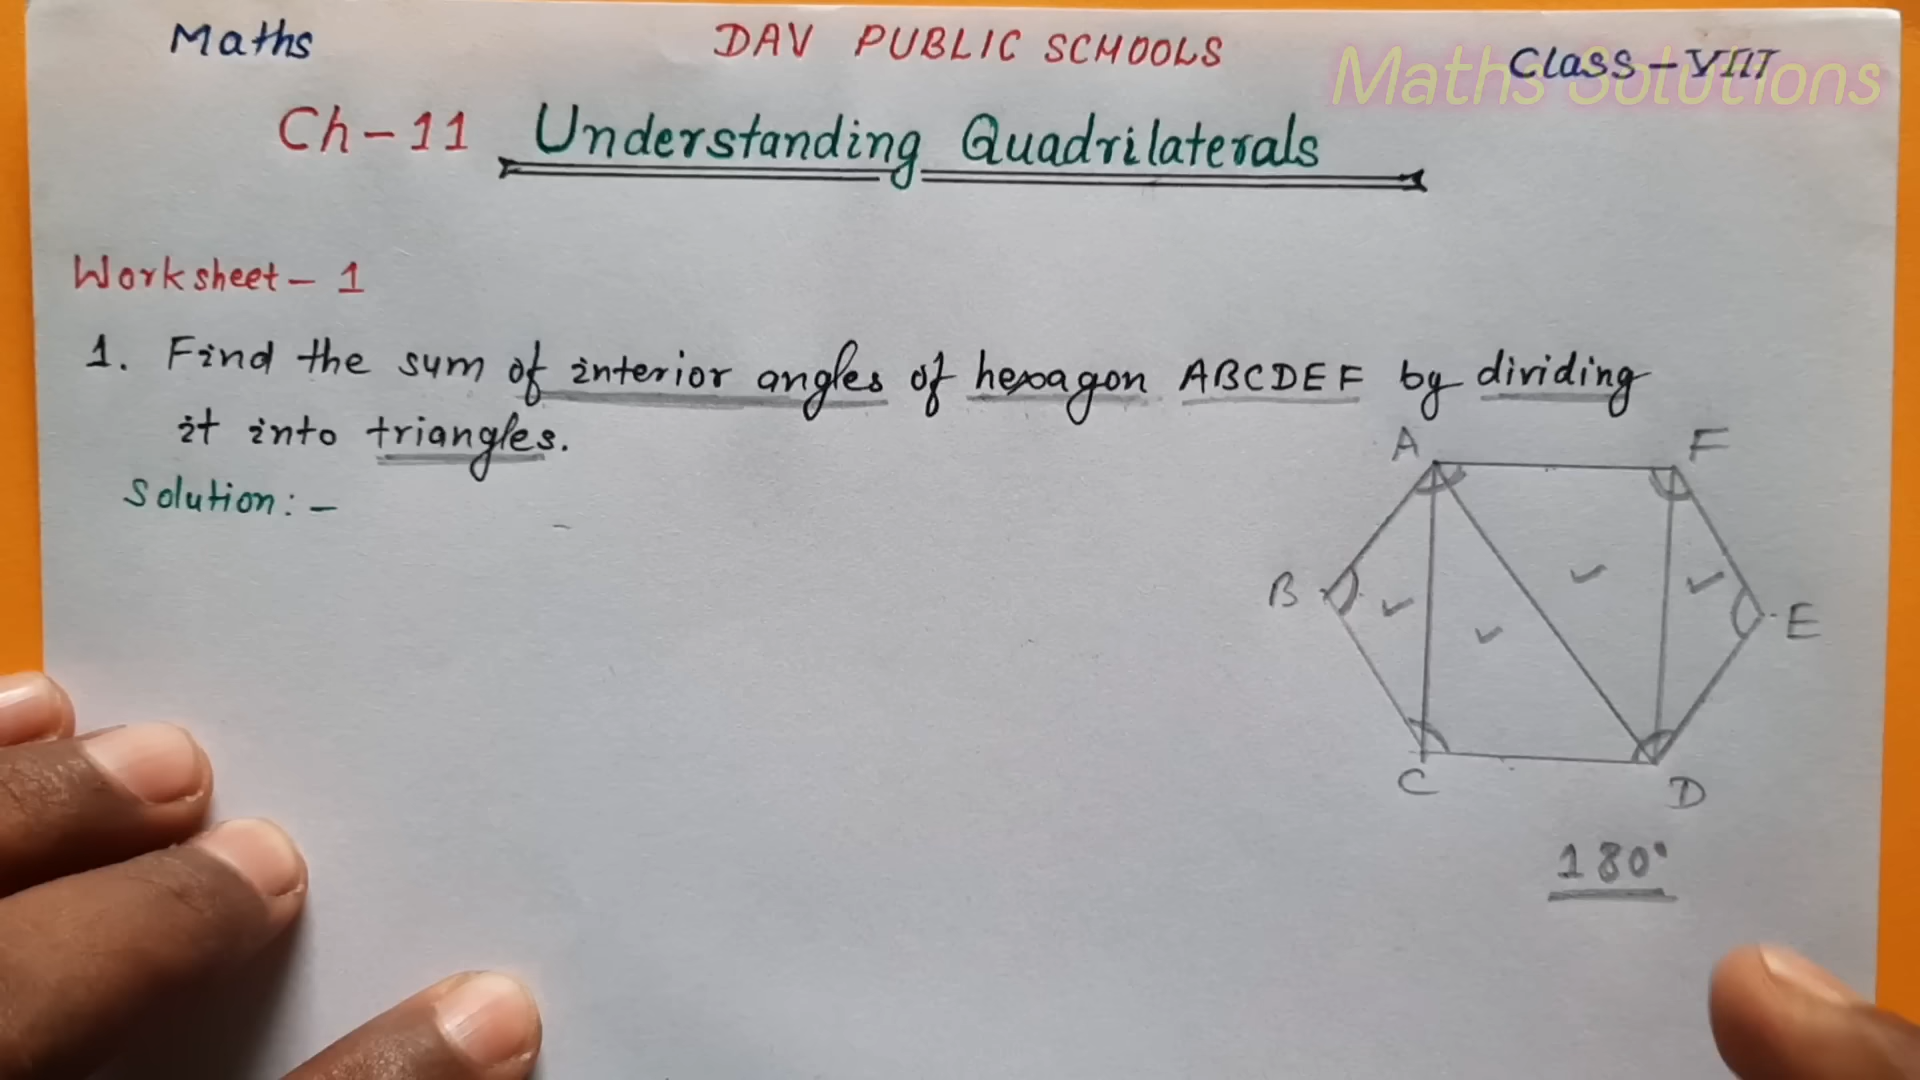 Maths
DAV PUBLIC SCHOOLS
Class-VIII
Maths Solutions
Ch-11 Understanding Quadrilaterals
Worksheet-1
1. Find the sum of interior angles of hexagon ABCDEF by dividing
it into triangles.
Solution:-
A
F
B
E
C
D
180°